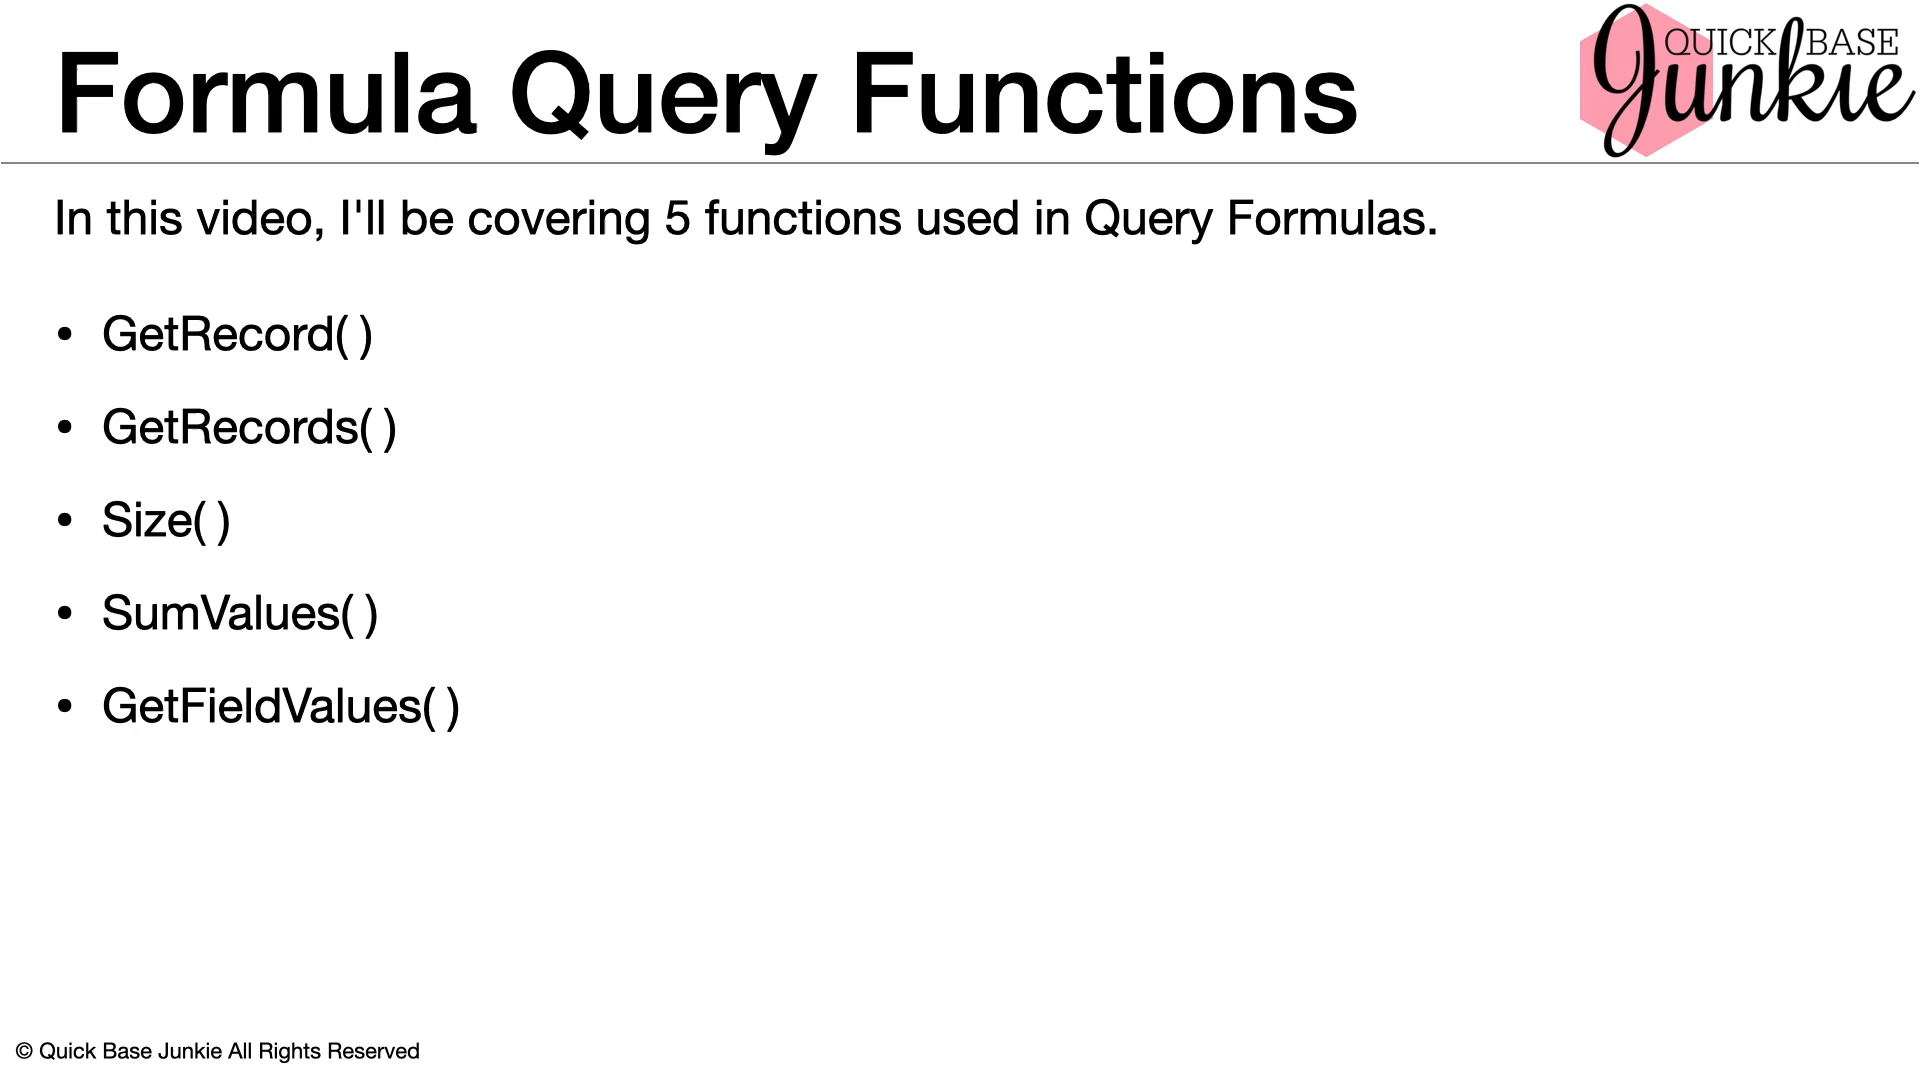 Formula Query Functions
QUICK BASE
Junkie
In this video, I'll be covering 5 functions used in Query Formulas.
• GetRecord( )
• GetRecords( )
• Size( )
• SumValues( )
• GetFieldValues( )
© Quick Base Junkie All Rights Reserved